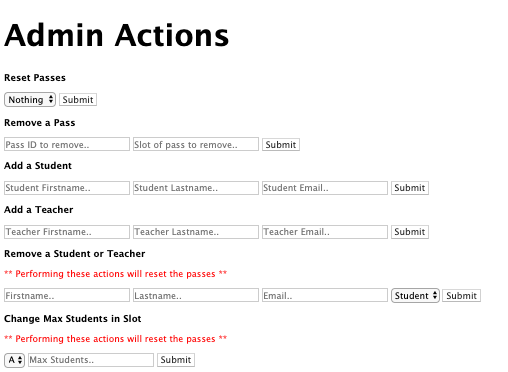 Admin Actions
Reset Passes
Nothing Submit
Remove a Pass
Pass ID to remove.. Slot of pass to remove.. Submit
Add a Student
Student Firstname.. Student Lastname.. Student Email.. Submit
Add a Teacher
Teacher Firstname.. Teacher Lastname.. Teacher Email.. Submit
Remove a Student or Teacher
** Performing these actions will reset the passes **
Firstname.. Lastname.. Email.. Student Submit
Change Max Students in Slot
** Performing these actions will reset the passes **
A Max Students.. Submit